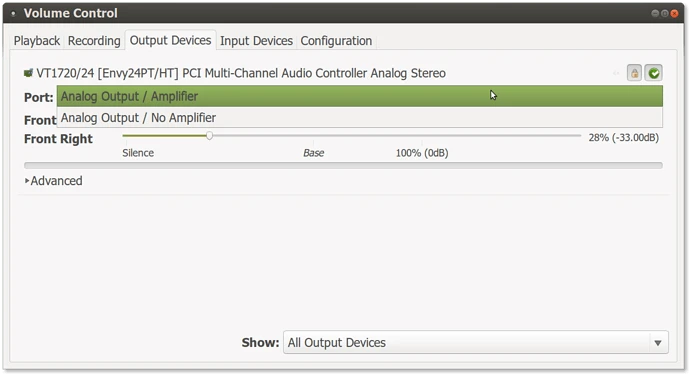 Volume Control
Playback Recording Output Devices Input Devices Configuration
VT1720/24 [Envy24PT/HT] PCI Multi-Channel Audio Controller Analog Stereo
Port: Analog Output / Amplifier
Front Analog Output / No Amplifier
Front Right 28% (-33.00dB)
Silence Base 100% (0dB)
Advanced
Show: All Output Devices